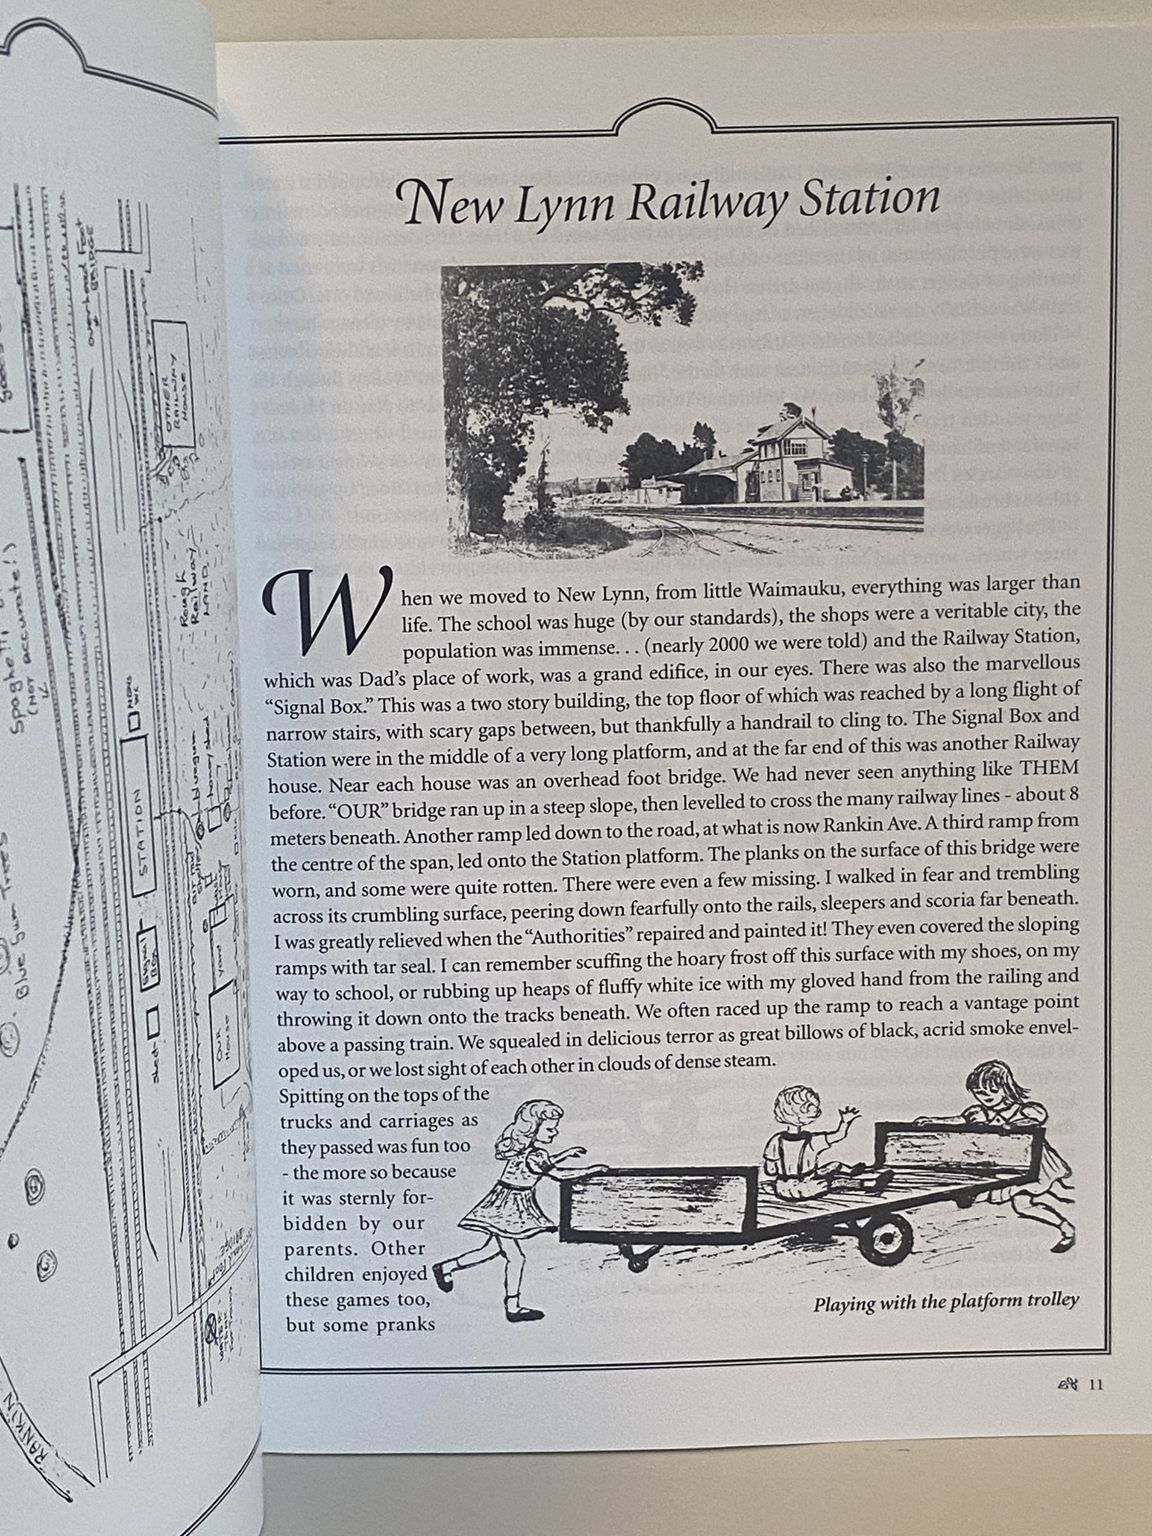 Overhead Foot
BRIDGE
OTHER
RAILWAY
HOUSE
Rough
Railway
LAND.
Spaghetti
(NOT accurate!)
STATION
Signal
Box
Shed
OUR
House
Blue Gum Trees
RANKIN
New Lynn Railway Station
When we moved to New Lynn, from little Waimauku, everything was larger than
life. The school was huge (by our standards), the shops were a veritable city, the
population was immense. . . (nearly 2000 we were told) and the Railway Station,
which was Dad's place of work, was a grand edifice, in our eyes. There was also the marvellous
“Signal Box.” This was a two story building, the top floor of which was reached by a long flight of
narrow stairs, with scary gaps between, but thankfully a handrail to cling to. The Signal Box and
Station were in the middle of a very long platform, and at the far end of this was another Railway
house. Near each house was an overhead foot bridge. We had never seen anything like THEM
before. “OUR” bridge ran up in a steep slope, then levelled to cross the many railway lines - about 8
meters beneath. Another ramp led down to the road, at what is now Rankin Ave. A third ramp from
the centre of the span, led onto the Station platform. The planks on the surface of this bridge were
worn, and some were quite rotten. There were even a few missing. I walked in fear and trembling
across its crumbling surface, peering down fearfully onto the rails, sleepers and scoria far beneath.
I was greatly relieved when the “Authorities” repaired and painted it! They even covered the sloping
ramps with tar seal. I can remember scuffing the hoary frost off this surface with my shoes, on my
way to school, or rubbing up heaps of fluffy white ice with my gloved hand from the railing and
throwing it down onto the tracks beneath. We often raced up the ramp to reach a vantage point
above a passing train. We squealed in delicious terror as great billows of black, acrid smoke envel-
oped us, or we lost sight of each other in clouds of dense steam.
Spitting on the tops of the
trucks and carriages as
they passed was fun too
- the more so because
it was sternly for-
bidden by our
parents. Other
children enjoyed
these games too,
but some pranks
Playing with the platform trolley
11